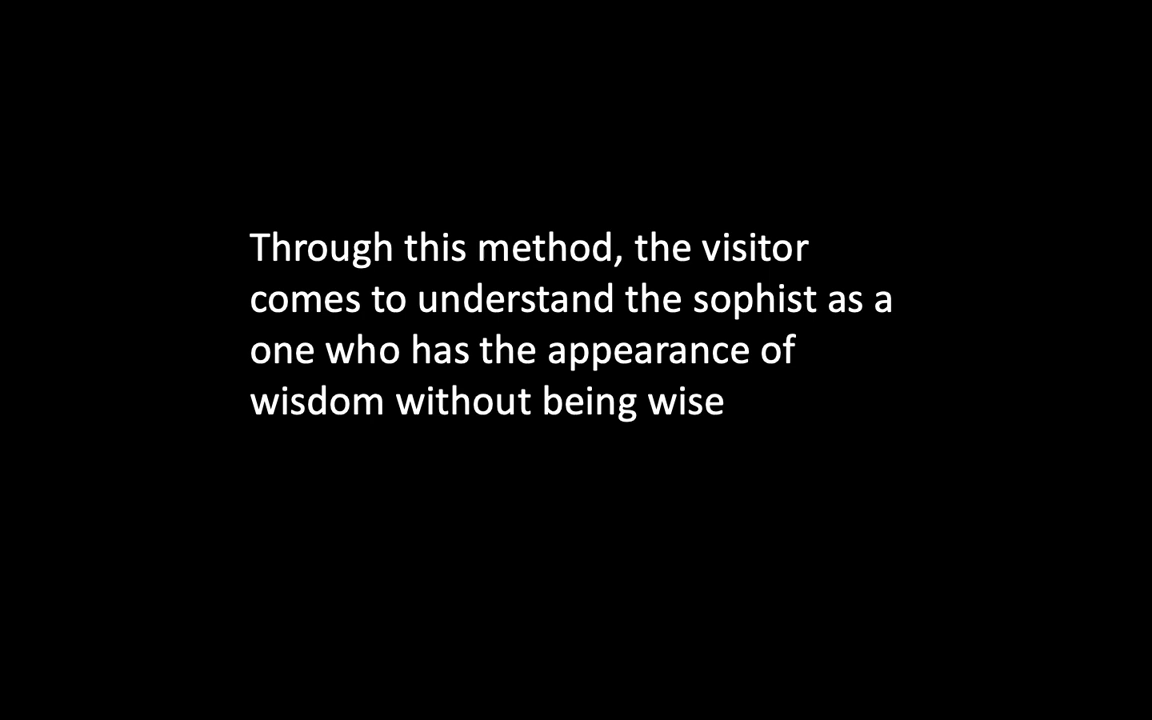 Through this method, the visitor
comes to understand the sophist as a
one who has the appearance of
wisdom without being wise